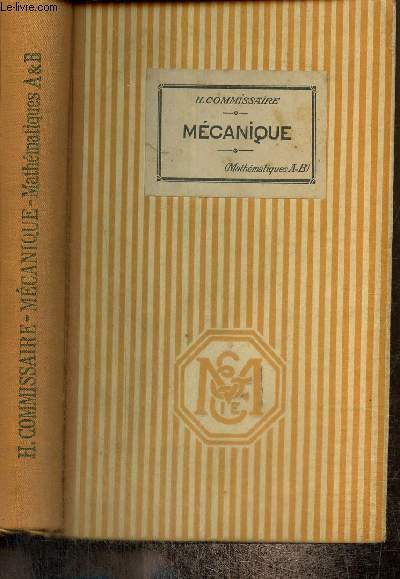 © Le-livre.com
H. COMMISSAIRE - MÉCANIQUE - Mathématiques A & B
H. COMMISSAIRE
MÉCANIQUE
(Mathématiques A-B)